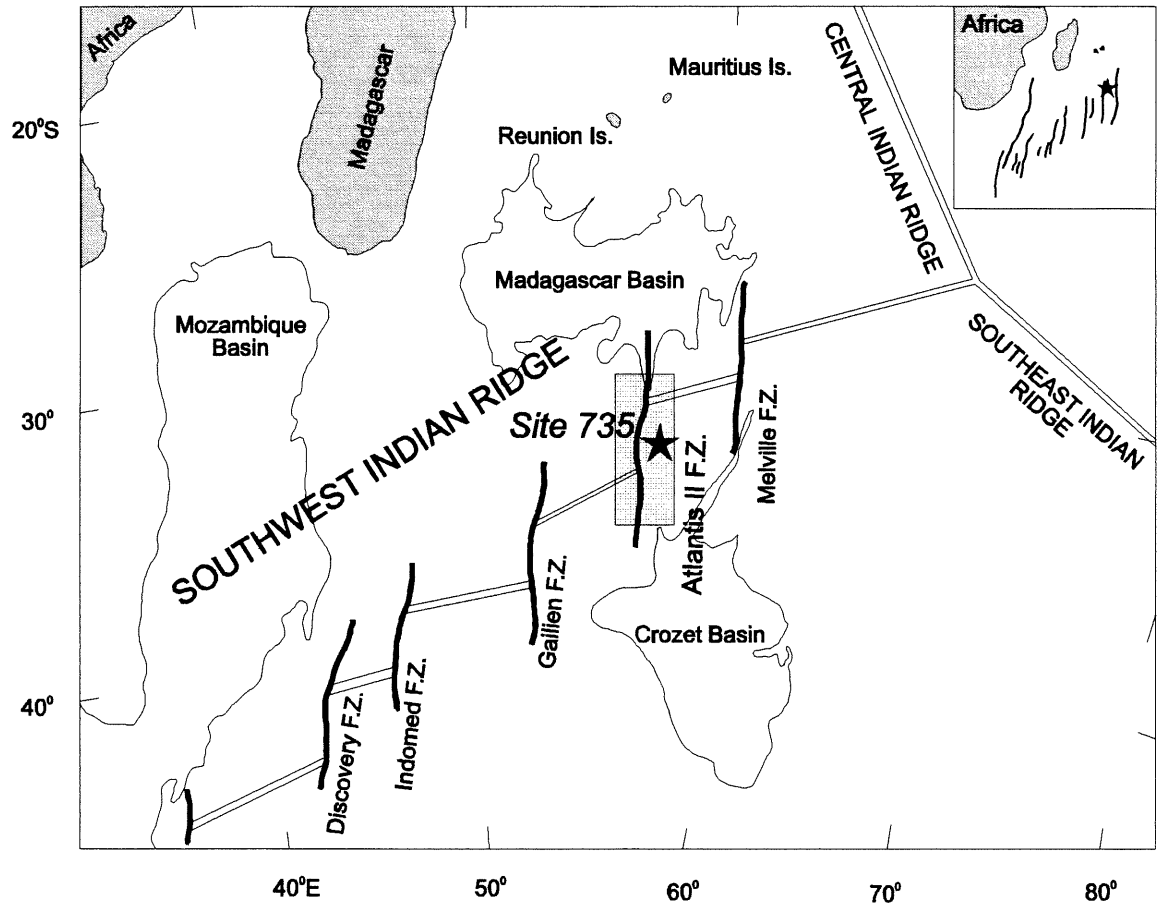 Africa
Madagascar
Mauritius Is.
Reunion Is.
CENTRAL INDIAN RIDGE
Africa
20°S
Madagascar Basin
Mozambique
Basin
SOUTHWEST INDIAN RIDGE
SOUTHEAST INDIAN
RIDGE
30°
Site 735
Atlantis II F.Z.
Melville F.Z.
Gallien F.Z.
Crozet Basin
Indomed F.Z.
Discovery F.Z.
40°
40°E
50°
60°
70°
80°